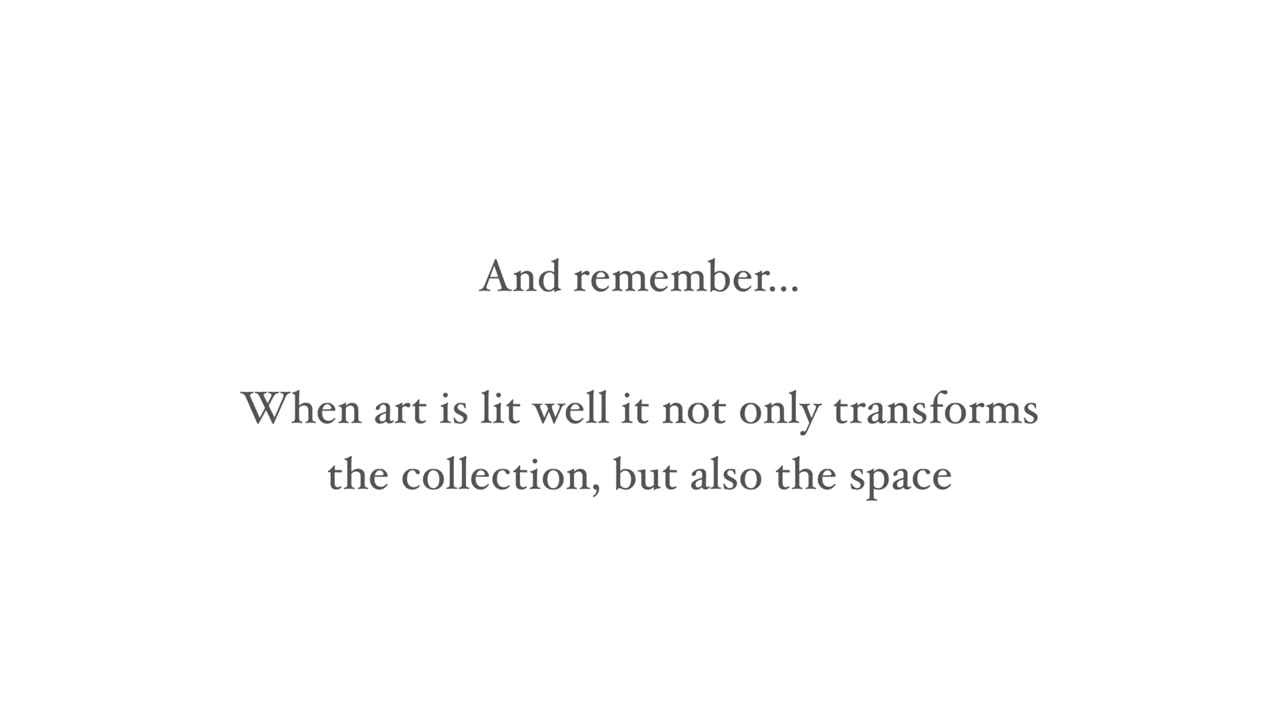 And remember...
When art is lit well it not only transforms
the collection, but also the space